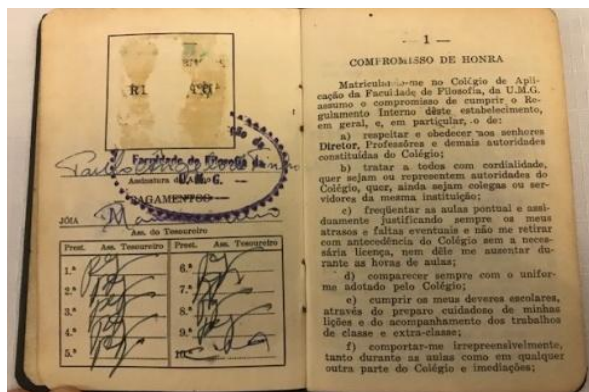 Faculdade de Filosofia da
U. M. G.
Assinatura do Aluno
PAGAMENTOS
JÓIA
Ass. do Tesoureiro
Prest. Ass. Tesoureiro Prest. Ass. Tesoureiro
1.ª 6.ª
2.ª 7.ª
3.ª 8.ª
4.ª 9.ª
5.ª 10.ª
— 1 —
COMPROMISSO DE HONRA
Matriculando-me no Colégio de Apli-
cação da Faculdade de Filosofia, da U.M.G.
assumo o compromisso de cumprir o Re-
gulamento Interno dêste estabelecimento,
em geral, e, em particular, o de:
a) respeitar e obedecer aos senhores
Diretor, Professôres e demais autoridades
constituídas do Colégio;
b) tratar a todos com cordialidade,
quer sejam ou representem autoridades do
Colégio, quer, ainda sejam colegas ou ser-
vidores da mesma instituição;
c) freqüentar as aulas pontual e assi-
duamente justificando sempre os meus
atrasos e faltas eventuais e não me retirar
com antecedência do Colégio sem a neces-
sária licença, nem dêle me ausentar du-
rante as horas de aulas;
d) comparecer sempre com o unifor-
me adotado pelo Colégio;
e) cumprir os meus deveres escolares,
através do preparo cuidadoso de minhas
lições e do acompanhamento dos trabalhos
de classe e extra-classe;
f) comportar-me irrepreensìvelmente,
tanto durante as aulas como em qualquer
outra parte do Colégio e imediações;